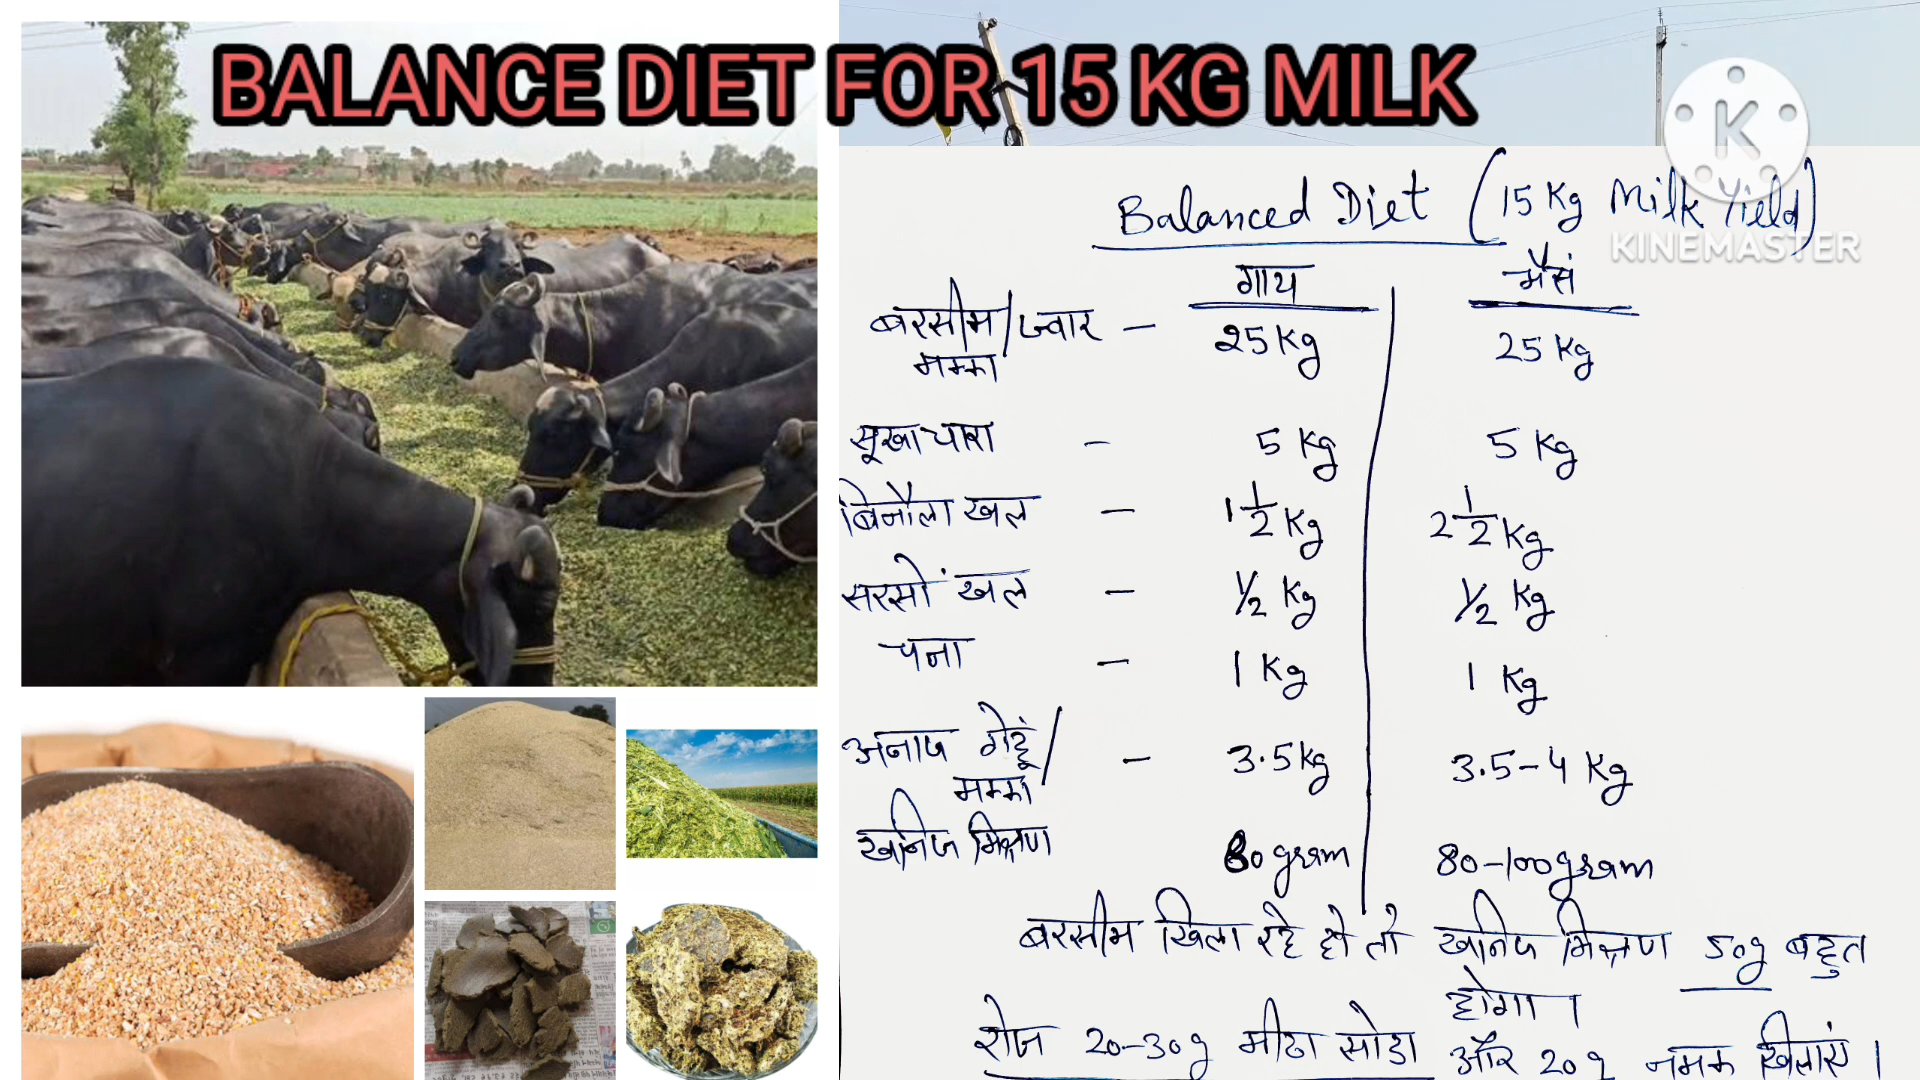 BALANCE DIET FOR 15 KG MILK
K
KINEMASTER
Balanced Diet (15 Kg Milk Yield)
गाय भैंस
बरसीम/ज्वार – 25 Kg 25 Kg
मक्का
सूखा चारा – 5 Kg 5 Kg
बिनौला खल – 1 1/2 Kg 2 1/2 Kg
सरसों खल – 1/2 Kg 1/2 Kg
चना – 1 Kg 1 Kg
अनाज गेहूं/ – 3.5 Kg 3.5-4 Kg
मक्का
खनिज मिश्रण 80 gram 80-100 gram
बरसीम खिला रहे हो तो खनिज मिश्रण 50g बहुत
होगा।
रोज 20-30g मीठा सोडा और 20g नमक खिलाएं।